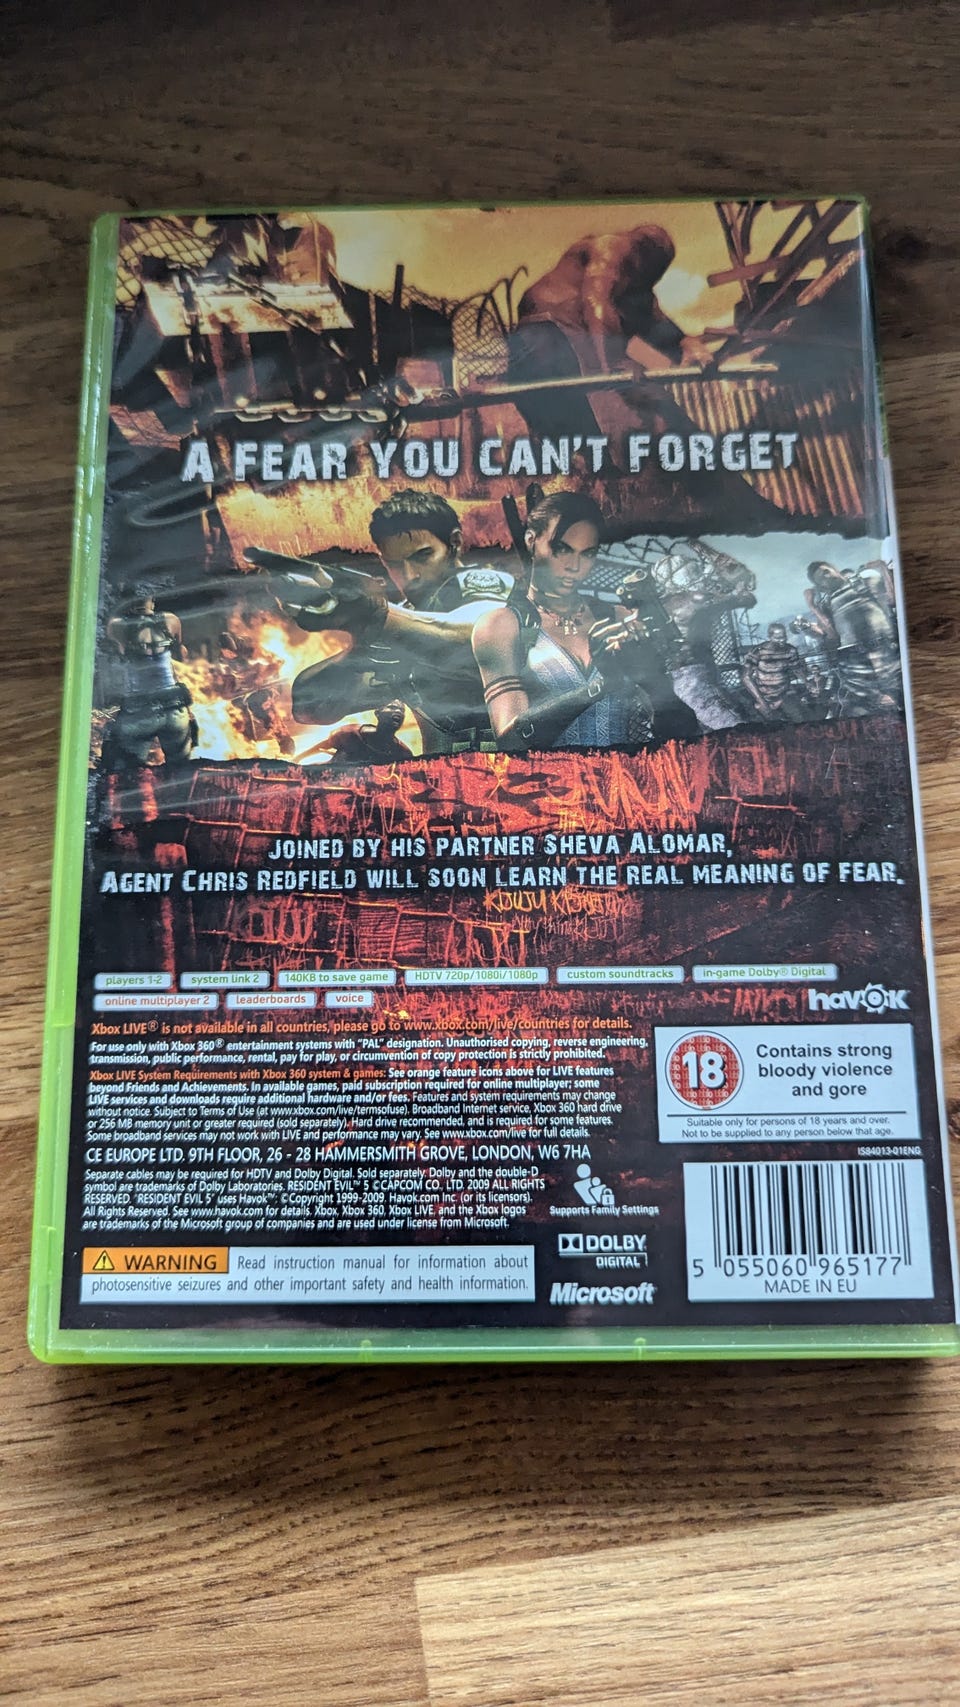 A FEAR YOU CAN'T FORGET
JOINED BY HIS PARTNER SHEVA ALOMAR,
AGENT CHRIS REDFIELD WILL SOON LEARN THE REAL MEANING OF FEAR.
KIJUJU
players 1-2 system link 2 140KB to save game HDTV 720p/1080i/1080p custom soundtracks in-game Dolby® Digital
online multiplayer 2 leaderboards voice
havok
Xbox LIVE® is not available in all countries, please go to www.xbox.com/live/countries for details.
For use only with Xbox 360® entertainment systems with "PAL" designation. Unauthorised copying, reverse engineering,
transmission, public performance, rental, pay for play, or circumvention of copy protection is strictly prohibited.
Xbox LIVE System Requirements with Xbox 360 system & games: See orange feature icons above for LIVE features
beyond Friends and Achievements. In available games, paid subscription required for online multiplayer; some
LIVE services and downloads require additional hardware and/or fees. Features and system requirements may change
without notice. Subject to Terms of Use (at www.xbox.com/live/termsofuse). Broadband Internet service, Xbox 360 hard drive
or 256 MB memory unit or greater required (sold separately). Hard drive recommended, and is required for some features.
Some broadband services may not work with LIVE and performance may vary. See www.xbox.com/live for full details.
CE EUROPE LTD. 9TH FLOOR, 26 - 28 HAMMERSMITH GROVE, LONDON, W6 7HA
Separate cables may be required for HDTV and Dolby Digital. Sold separately. Dolby and the double-D
symbol are trademarks of Dolby Laboratories. RESIDENT EVIL™ 5 © CAPCOM CO., LTD. 2009 ALL RIGHTS
RESERVED. "RESIDENT EVIL 5" uses Havok™: © Copyright 1999-2009. Havok.com Inc. (or its licensors).
All Rights Reserved. See www.havok.com for details. Xbox, Xbox 360, Xbox LIVE, and the Xbox logos
are trademarks of the Microsoft group of companies and are used under license from Microsoft.
WARNING Read instruction manual for information about
photosensitive seizures and other important safety and health information.
Supports Family Settings
DOLBY
DIGITAL
Microsoft
18
Contains strong
bloody violence
and gore
Suitable only for persons of 18 years and over.
Not to be supplied to any person below that age.
IS84013-01ENG
5 055060 965177
MADE IN EU